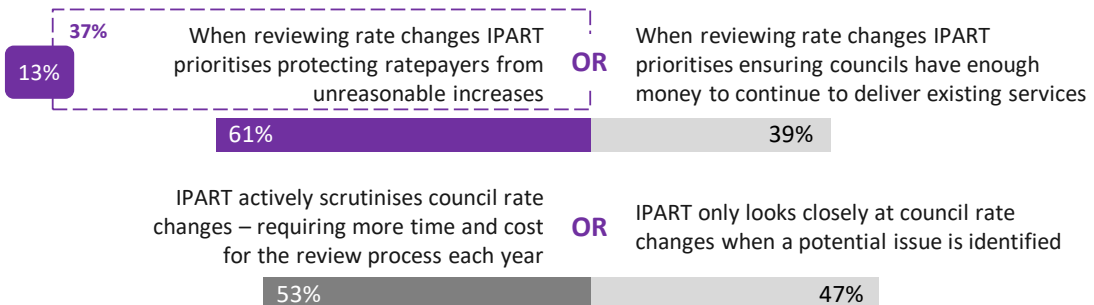 37%
13%
When reviewing rate changes IPART
prioritises protecting ratepayers from
unreasonable increases
OR
When reviewing rate changes IPART
prioritises ensuring councils have enough
money to continue to deliver existing services
61%
39%
IPART actively scrutinises council rate
changes – requiring more time and cost
for the review process each year
OR
IPART only looks closely at council rate
changes when a potential issue is identified
53%
47%